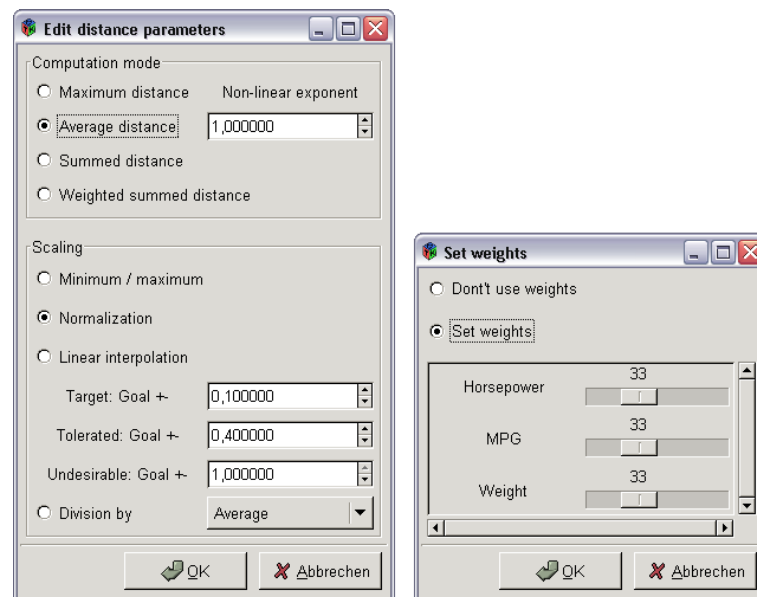 Edit distance parameters
Computation mode
Maximum distance Non-linear exponent
Average distance 1,000000
Summed distance
Weighted summed distance
Scaling
Minimum / maximum
Normalization
Linear interpolation
Target: Goal +- 0,100000
Tolerated: Goal +- 0,400000
Undesirable: Goal +- 1,000000
Division by Average
OK Abbrechen
Set weights
Dont't use weights
Set weights
33
Horsepower
33
MPG
33
Weight
OK Abbrechen